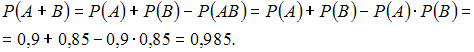 P(A + B) = P(A) + P(B) − P(AB) = P(A) + P(B) − P(A)· P(B) =
= 0,9 + 0,85 − 0,9·0,85 = 0,985.